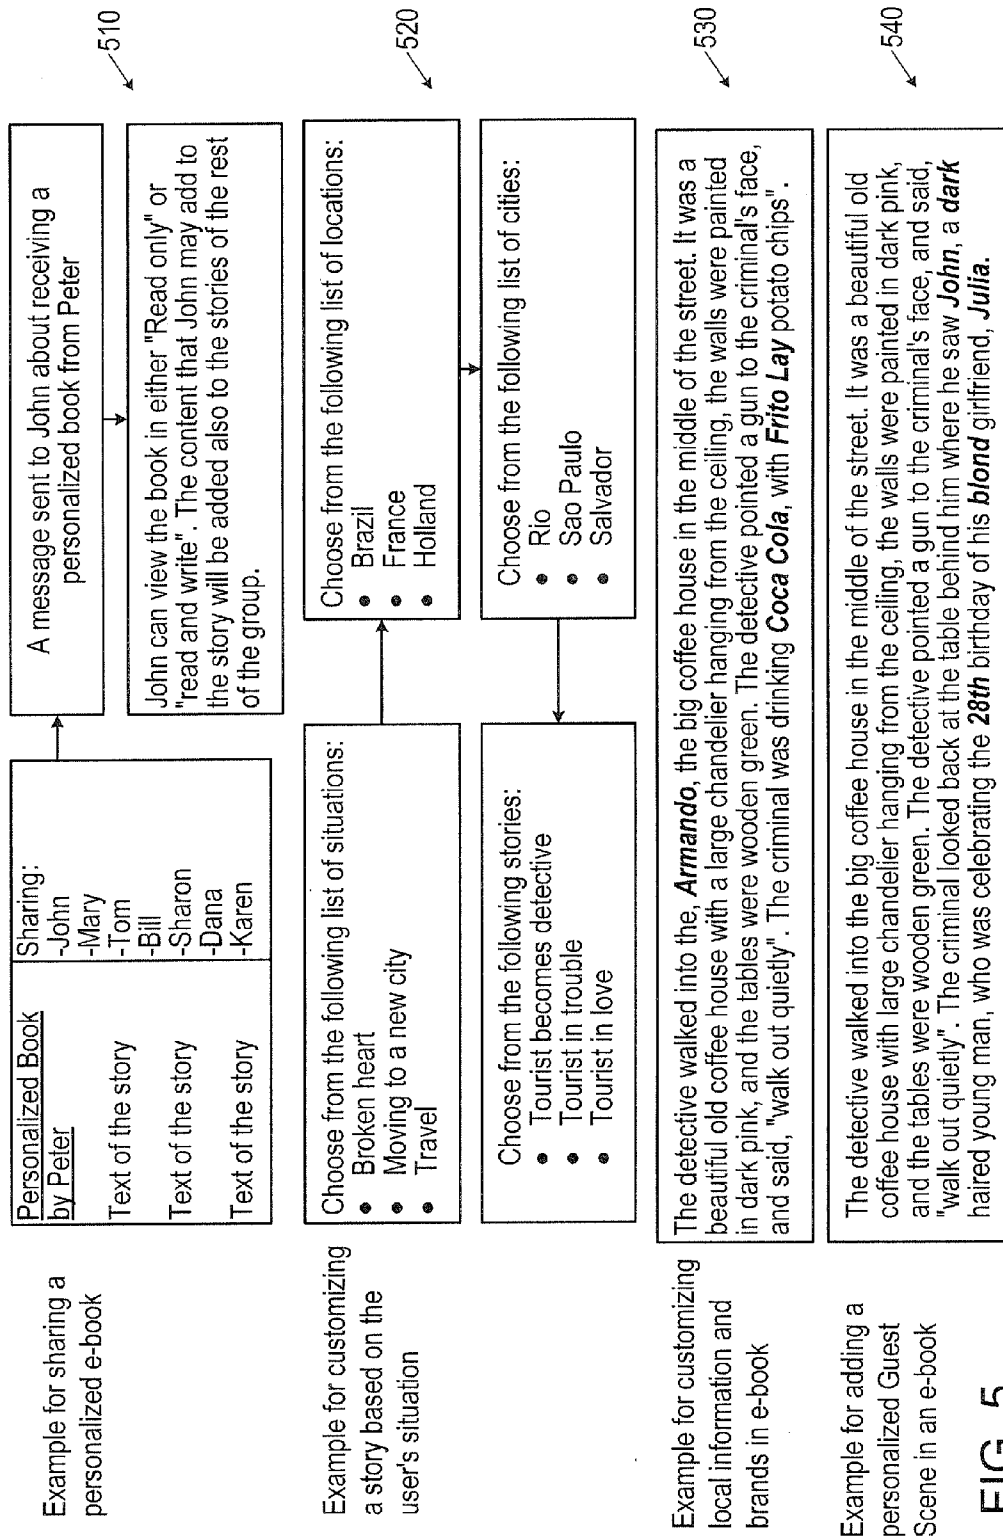 Example for sharing a
personalized e-book
Personalized Book
by Peter
Text of the story
Text of the story
Text of the story
Sharing:
-John
-Mary
-Tom
-Bill
-Sharon
-Dana
-Karen
A message sent to John about receiving a
personalized book from Peter
John can view the book in either "Read only" or
"read and write". The content that John may add to
the story will be added also to the stories of the rest
of the group.
510
Example for customizing
a story based on the
user's situation
Choose from the following list of situations:
• Broken heart
• Moving to a new city
• Travel
Choose from the following list of locations:
• Brazil
• France
• Holland
Choose from the following list of cities:
• Rio
• Sao Paulo
• Salvador
Choose from the following stories:
• Tourist becomes detective
• Tourist in trouble
• Tourist in love
520
Example for customizing
local information and
brands in e-book
The detective walked into the, Armando, the big coffee house in the middle of the street. It was a
beautiful old coffee house with a large chandelier hanging from the ceiling, the walls were painted
in dark pink, and the tables were wooden green. The detective pointed a gun to the criminal's face,
and said, "walk out quietly". The criminal was drinking Coca Cola, with Frito Lay potato chips".
530
Example for adding a
personalized Guest
Scene in an e-book
The detective walked into the big coffee house in the middle of the street. It was a beautiful old
coffee house with large chandelier hanging from the ceiling, the walls were painted in dark pink,
and the tables were wooden green. The detective pointed a gun to the criminal's face, and said,
"walk out quietly". The criminal looked back at the table behind him where he saw John, a dark
haired young man, who was celebrating the 28th birthday of his blond girlfriend, Julia.
540
FIG. 5